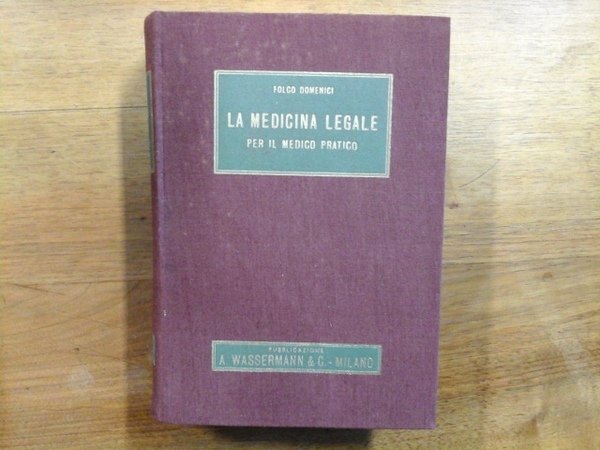 FOLCO DOMENICI
LA MEDICINA LEGALE
PER IL MEDICO PRATICO
PUBBLICAZIONE
A. WASSERMANN & C. - MILANO